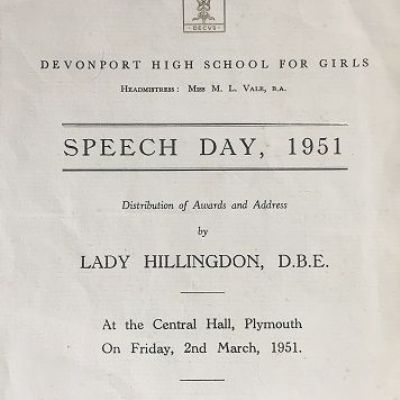 DECVS
DEVONPORT HIGH SCHOOL FOR GIRLS
HEADMISTRESS: MISS M. L. VALE, B.A.
SPEECH DAY, 1951
Distribution of Awards and Address
by
LADY HILLINGDON, D.B.E.
At the Central Hall, Plymouth
On Friday, 2nd March, 1951.